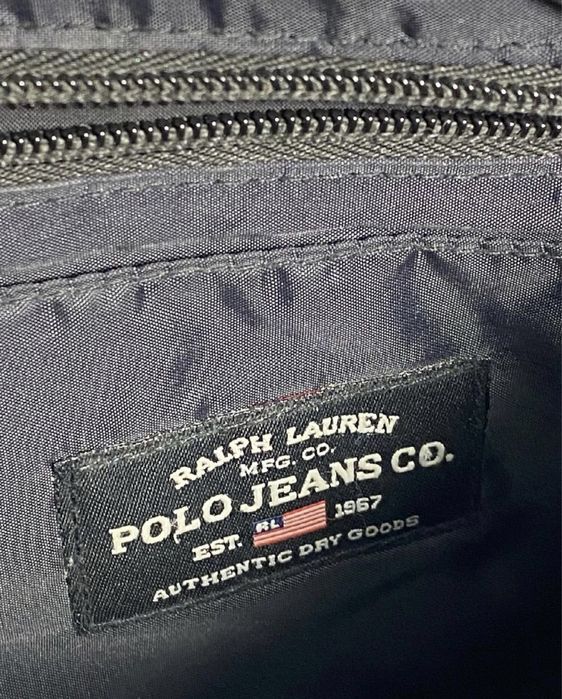 RALPH LAUREN
MFG. CO.
POLO JEANS CO.
EST. RL 1967
AUTHENTIC DRY GOODS